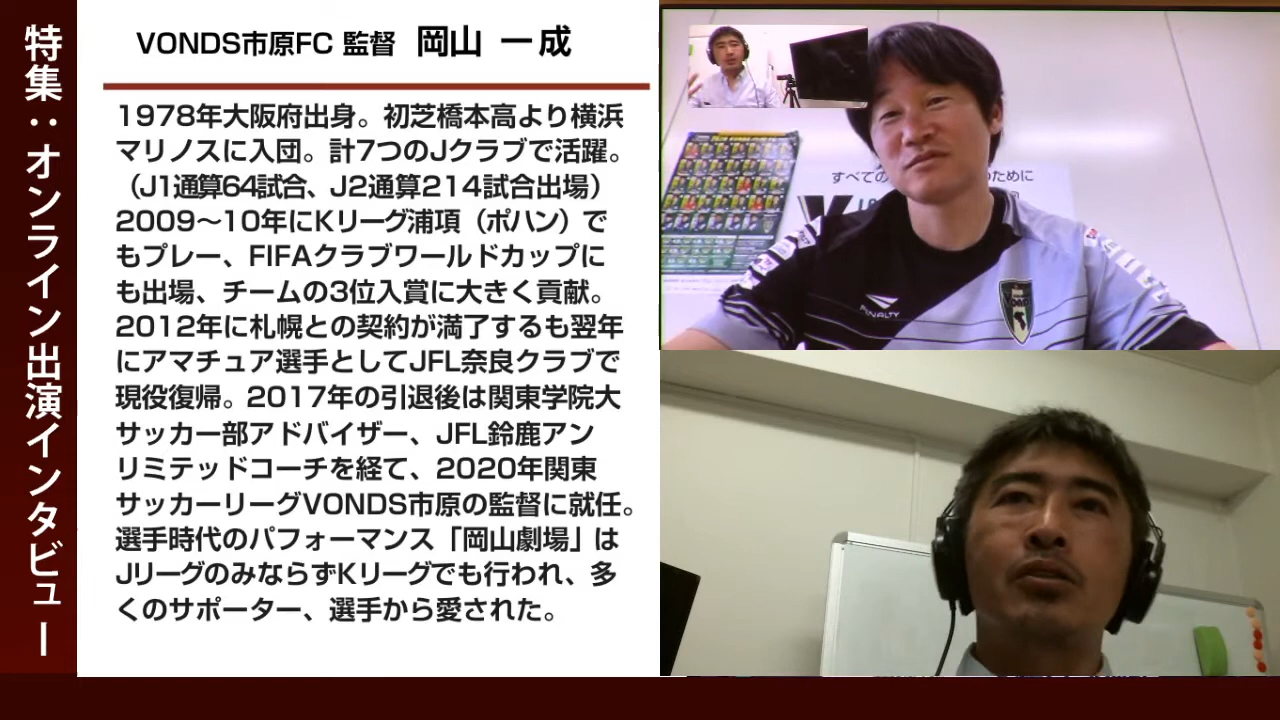 特集：オンライン出演インタビュー
VONDS市原FC 監督 岡山 一成
1978年大阪府出身。初芝橋本高より横浜
マリノスに入団。計7つのJクラブで活躍。
（J1通算64試合、J2通算214試合出場）
2009〜10年にKリーグ浦項（ポハン）で
もプレー、FIFAクラブワールドカップに
も出場、チームの3位入賞に大きく貢献。
2012年に札幌との契約が満了するも翌年
にアマチュア選手としてJFL奈良クラブで
現役復帰。2017年の引退後は関東学院大
サッカー部アドバイザー、JFL鈴鹿アン
リミテッドコーチを経て、2020年関東
サッカーリーグVONDS市原の監督に就任。
選手時代のパフォーマンス「岡山劇場」は
JリーグのみならずKリーグでも行われ、多
くのサポーター、選手から愛された。
すべての
のために
PENALTY